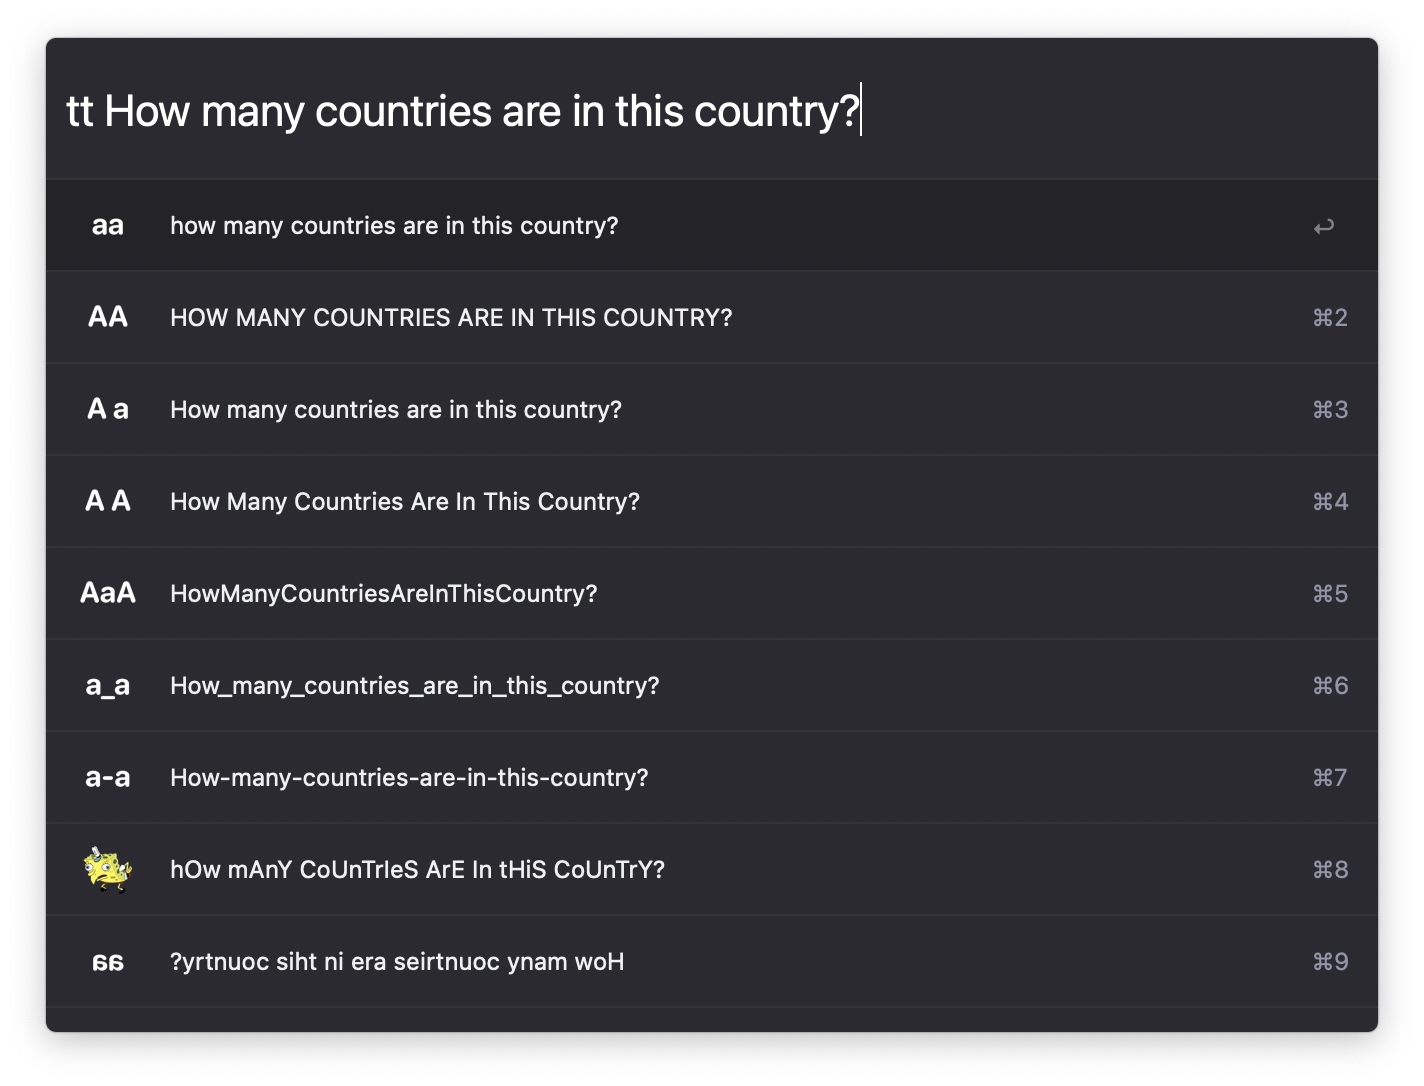 tt How many countries are in this country?
aa how many countries are in this country? ↩
AA HOW MANY COUNTRIES ARE IN THIS COUNTRY? ⌘2
A a How many countries are in this country? ⌘3
A A How Many Countries Are In This Country? ⌘4
AaA HowManyCountriesAreInThisCountry? ⌘5
a_a How_many_countries_are_in_this_country? ⌘6
a-a How-many-countries-are-in-this-country? ⌘7
hOw mAnY CoUnTrIeS ArE In tHiS CoUnTrY? ⌘8
aa ?yrtnuoc siht ni era seirtnuoc ynam woH ⌘9